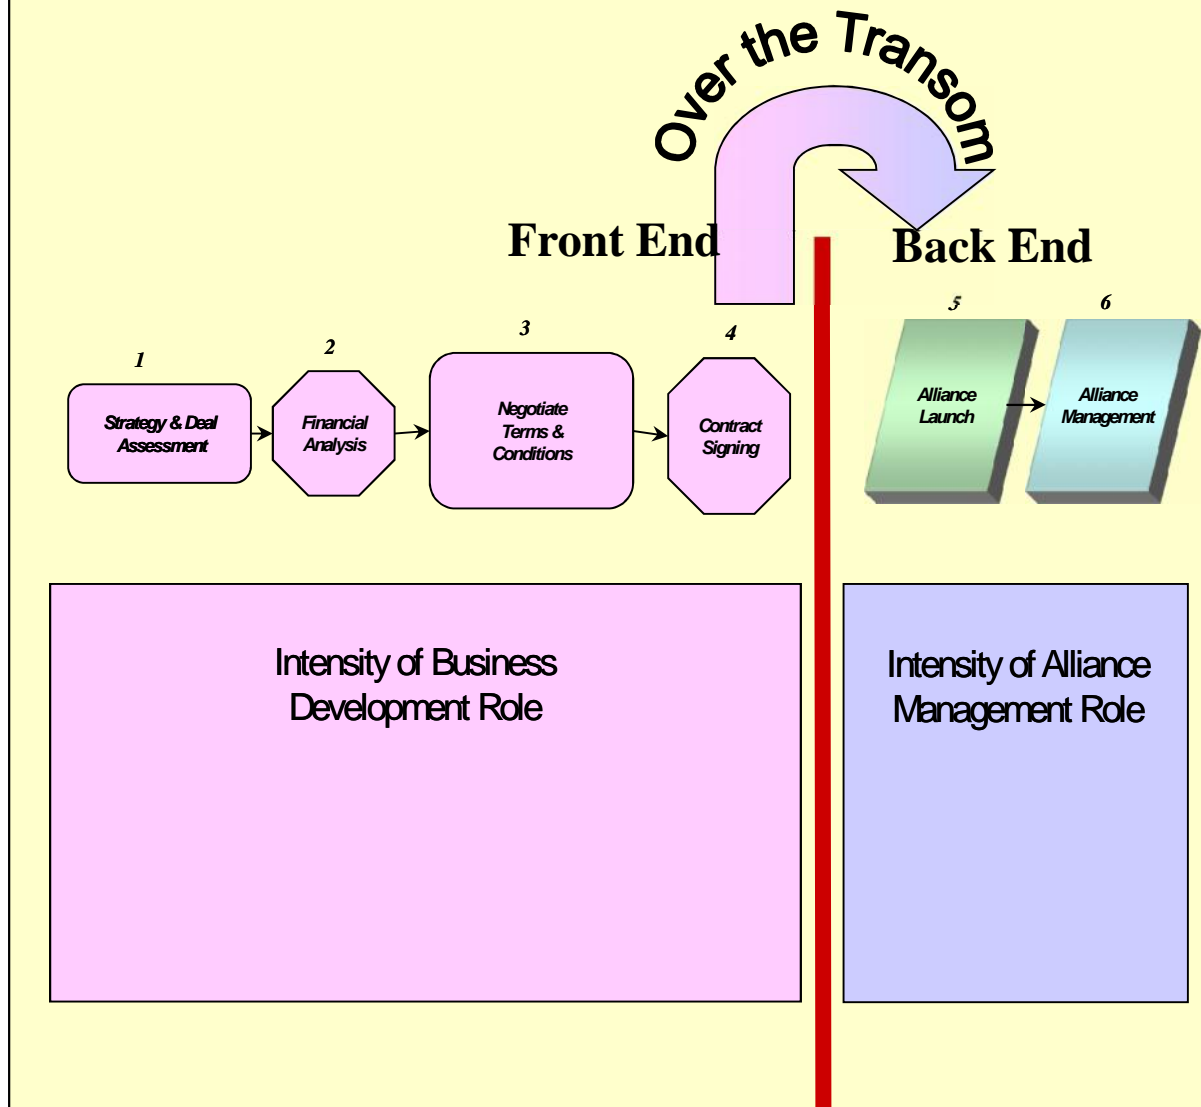 Over the Transom
Front End
Back End
1
2
3
4
5
6
Strategy & Deal
Assessment
Financial
Analysis
Negotiate
Terms &
Conditions
Contract
Signing
Alliance
Launch
Alliance
Management
Intensity of Business
Development Role
Intensity of Alliance
Management Role